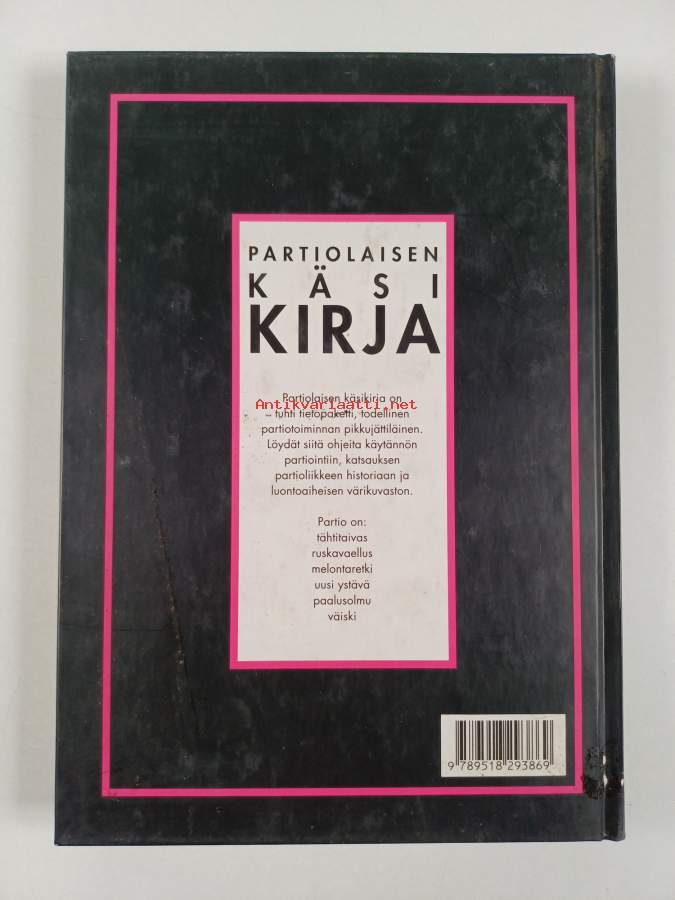 PARTIOLAISEN
KÄSI
KIRJA
Partiolaisen käsikirja on
Antikvariaatti.net
tuhti tietopaketti, todellinen
partiotoiminnan pikkujättiläinen.
Löydät siitä ohjeita käytännön
partiointiin, katsauksen
partioliikkeen historiaan ja
luontoaiheisen värikuvaston.
Partio on:
tähtitaivas
ruskavaellus
melontaretki
uusi ystävä
paalusolmu
väiski
9 789518 293869